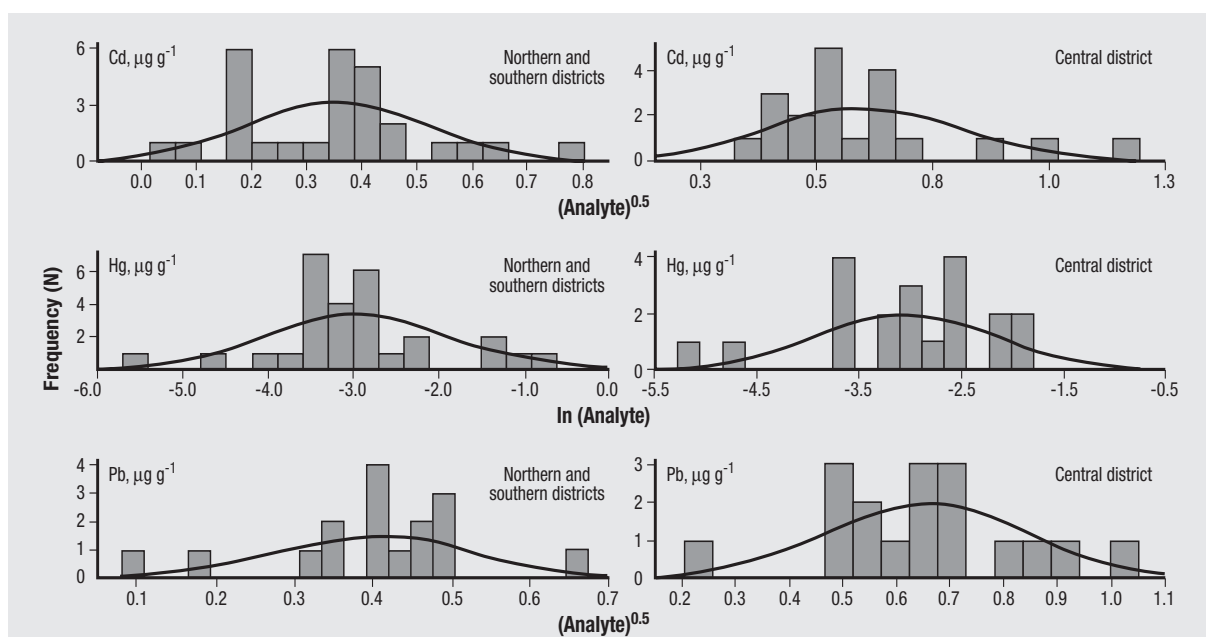 Cd, μg g-1
Northern and
southern districts
6
3
0
0.0 0.1 0.2 0.3 0.4 0.5 0.6 0.7 0.8
Cd, μg g-1
Central district
4
2
0
0.3 0.5 0.8 1.0 1.3
(Analyte)0.5
Frequency (N)
Hg, μg g-1
Northern and
southern districts
6
4
2
-6.0 -5.0 -4.0 -3.0 -2.0 -1.0 0.0
Hg, μg g-1
Central district
4
2
0
-5.5 -4.5 -3.5 -2.5 -1.5 -0.5
ln (Analyte)
Pb, μg g-1
Northern and
southern districts
4
3
2
1
0
0.1 0.2 0.3 0.4 0.5 0.6 0.7
Pb, μg g-1
Central district
3
2
1
0
0.2 0.3 0.4 0.5 0.6 0.7 0.8 0.9 1.0 1.1
(Analyte)0.5